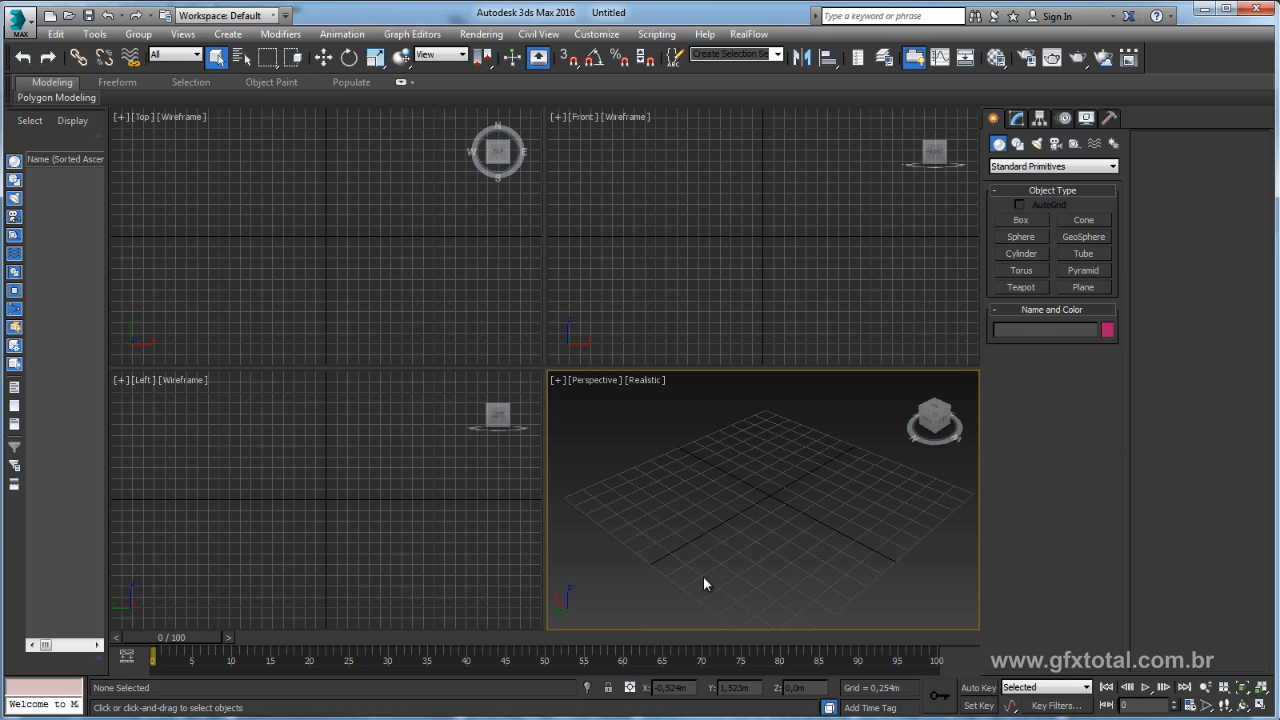 Workspace: Default
Autodesk 3ds Max 2016 Untitled
Type a keyword or phrase
Sign In
MAX
Edit Tools Group Views Create Modifiers Animation Graph Editors Rendering Civil View Customize Scripting Help RealFlow
All
View
3
Create Selection Se
Modeling Freeform Selection Object Paint Populate
Polygon Modeling
Select Display
Name (Sorted Ascer
[+] [Top] [Wireframe]
N
W TOP E
S
[+] [Front] [Wireframe]
FRONT
Standard Primitives
- Object Type
AutoGrid
Box Cone
Sphere GeoSphere
Cylinder Tube
Torus Pyramid
Teapot Plane
- Name and Color
[+] [Left] [Wireframe]
LEFT
[+] [Perspective] [Realistic]
< 0 / 100 >
0 5 10 15 20 25 30 35 40 45 50 55 60 65 70 75 80 85 90 95 100
www.gfxtotal.com.br
None Selected
X: -0,524m Y: 1,523m Z: 0,0m Grid = 0,254m
Auto Key Selected
Welcome to M
Click or click-and-drag to select objects
Add Time Tag
Set Key Key Filters... 0